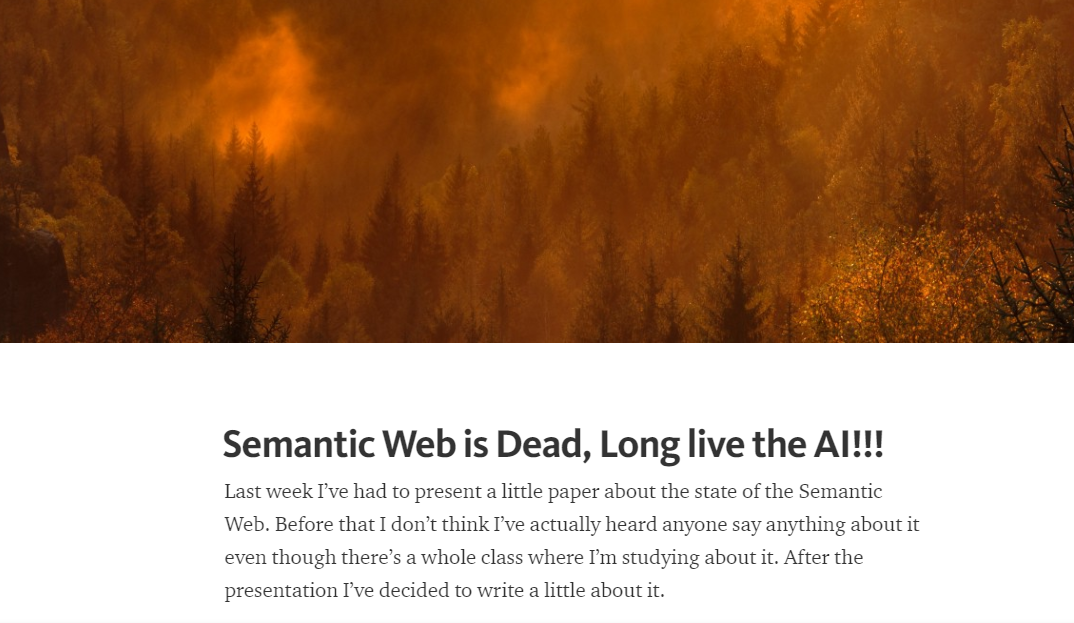 Semantic Web is Dead, Long live the AI!!!
Last week I’ve had to present a little paper about the state of the Semantic
Web. Before that I don’t think I’ve actually heard anyone say anything about it
even though there’s a whole class where I’m studying about it. After the
presentation I’ve decided to write a little about it.